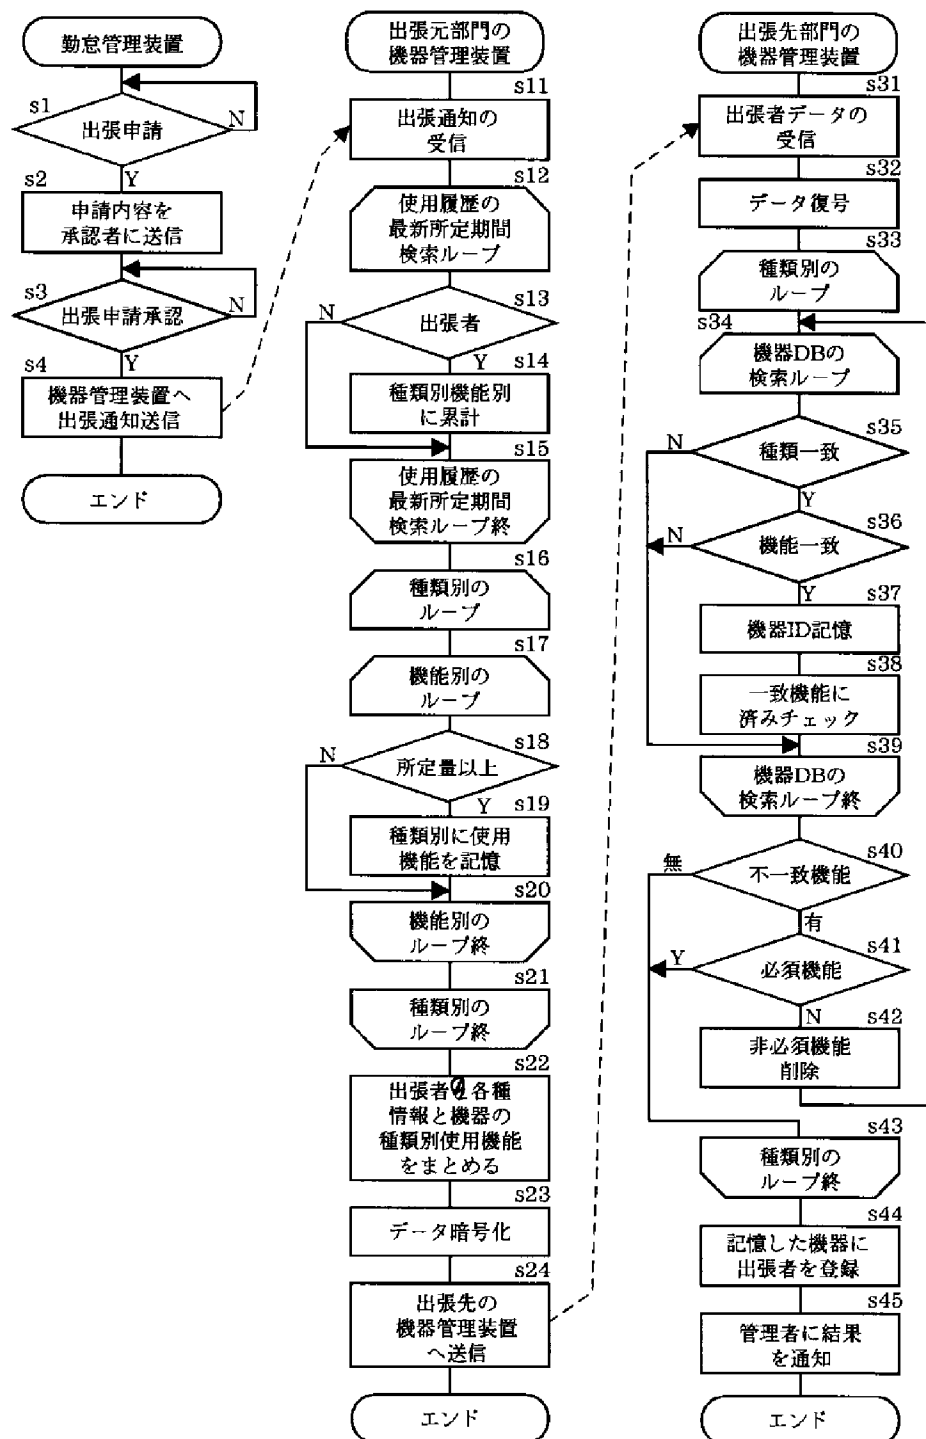 勤怠管理装置
s1
出張申請
N
Y
s2
申請内容を
承認者に送信
s3
出張申請承認
N
Y
s4
機器管理装置へ
出張通知送信
エンド
出張元部門の
機器管理装置
s11
出張通知の
受信
s12
使用履歴の
最新所定期間
検索ループ
s13
出張者
N
Y
s14
種類別機能別
に累計
s15
使用履歴の
最新所定期間
検索ループ終
s16
種類別の
ループ
s17
機能別の
ループ
s18
所定量以上
N
Y
s19
種類別に使用
機能を記憶
s20
機能別の
ループ終
s21
種類別の
ループ終
s22
出張者の各種
情報と機器の
種類別使用機能
をまとめる
s23
データ暗号化
s24
出張先の
機器管理装置
へ送信
エンド
出張先部門の
機器管理装置
s31
出張者データの
受信
s32
データ復号
s33
種類別の
ループ
s34
機器DBの
検索ループ
s35
種類一致
N
Y
s36
機能一致
N
Y
s37
機器ID記憶
s38
一致機能に
済みチェック
s39
機器DBの
検索ループ終
s40
不一致機能
無
有
s41
必須機能
Y
N
s42
非必須機能
削除
s43
種類別の
ループ終
s44
記憶した機器に
出張者を登録
s45
管理者に結果
を通知
エンド